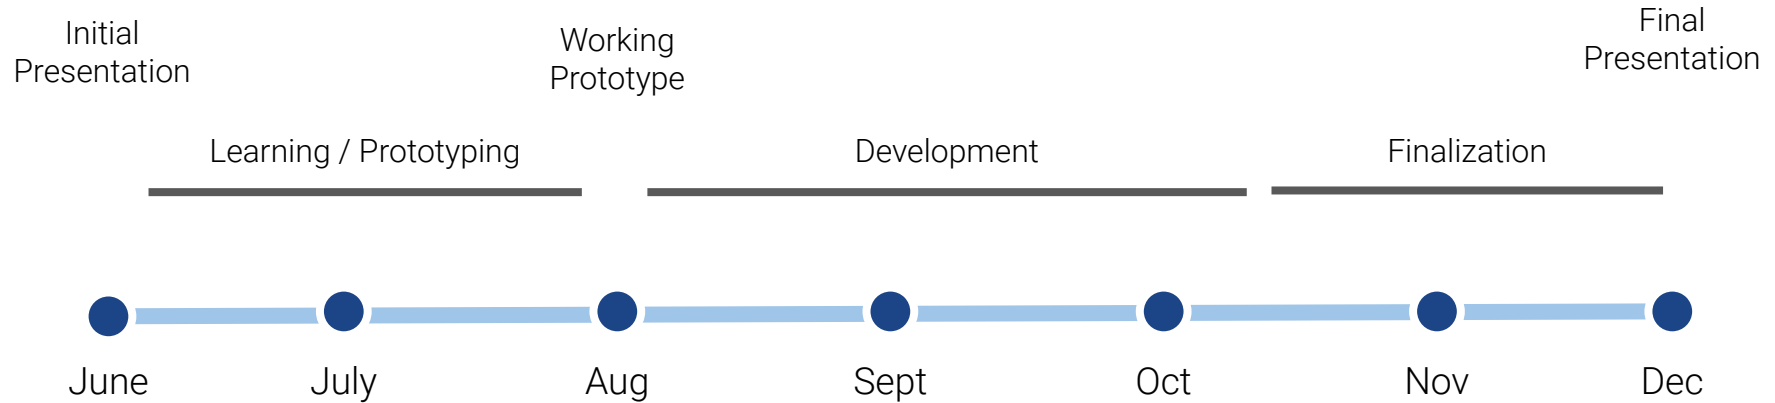 Initial
Presentation
Working
Prototype
Final
Presentation
Learning / Prototyping
Development
Finalization
June
July
Aug
Sept
Oct
Nov
Dec